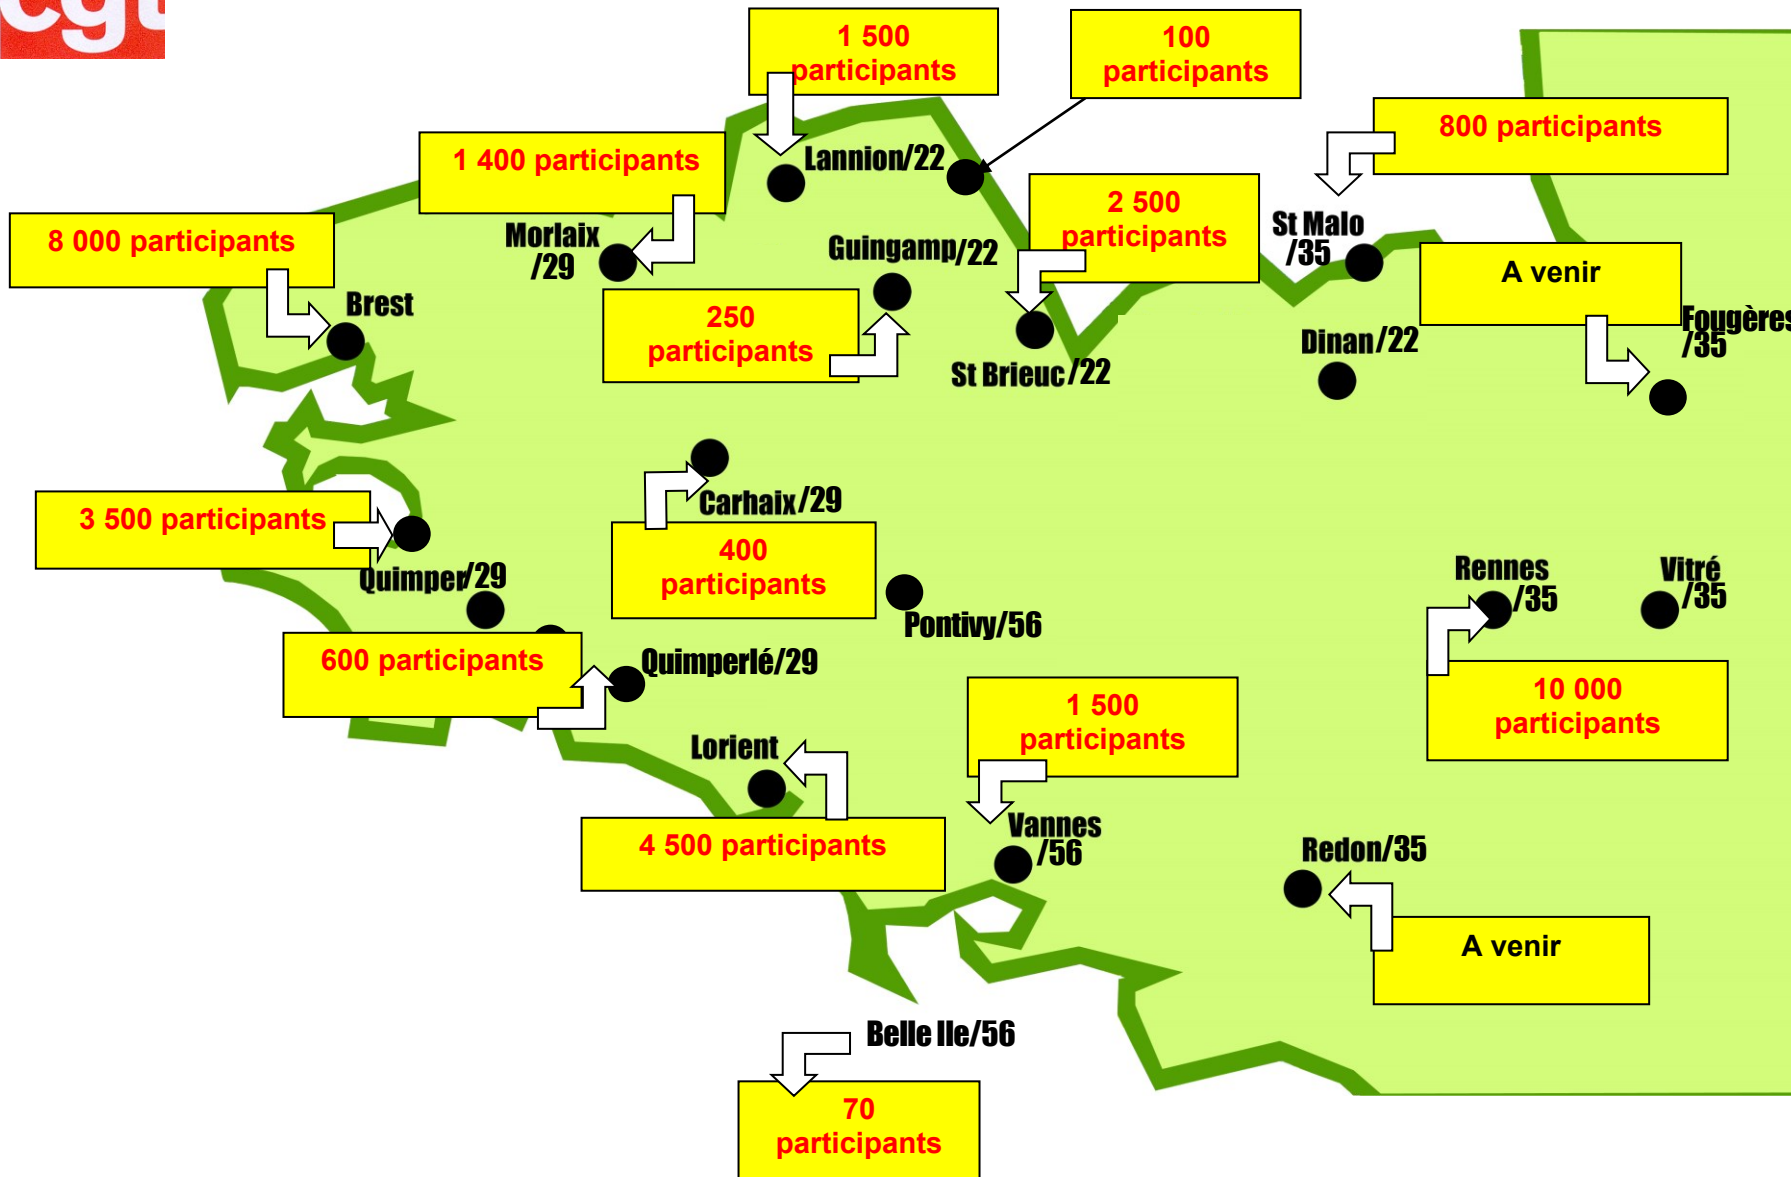 cgt
1 500
participants
100
participants
800 participants
1 400 participants
Lannion/22
2 500
participants
8 000 participants
Morlaix
/29
Guingamp/22
St Malo
/35
A venir
Brest
250
participants
Fougères
/35
Dinan/22
St Brieuc/22
3 500 participants
Carhaix/29
Quimper/29
400
participants
Pontivy/56
Rennes
/35
Vitré
/35
600 participants
Quimperlé/29
10 000
participants
1 500
participants
Lorient
4 500 participants
Vannes
/56
Redon/35
A venir
Belle Ile/56
70
participants